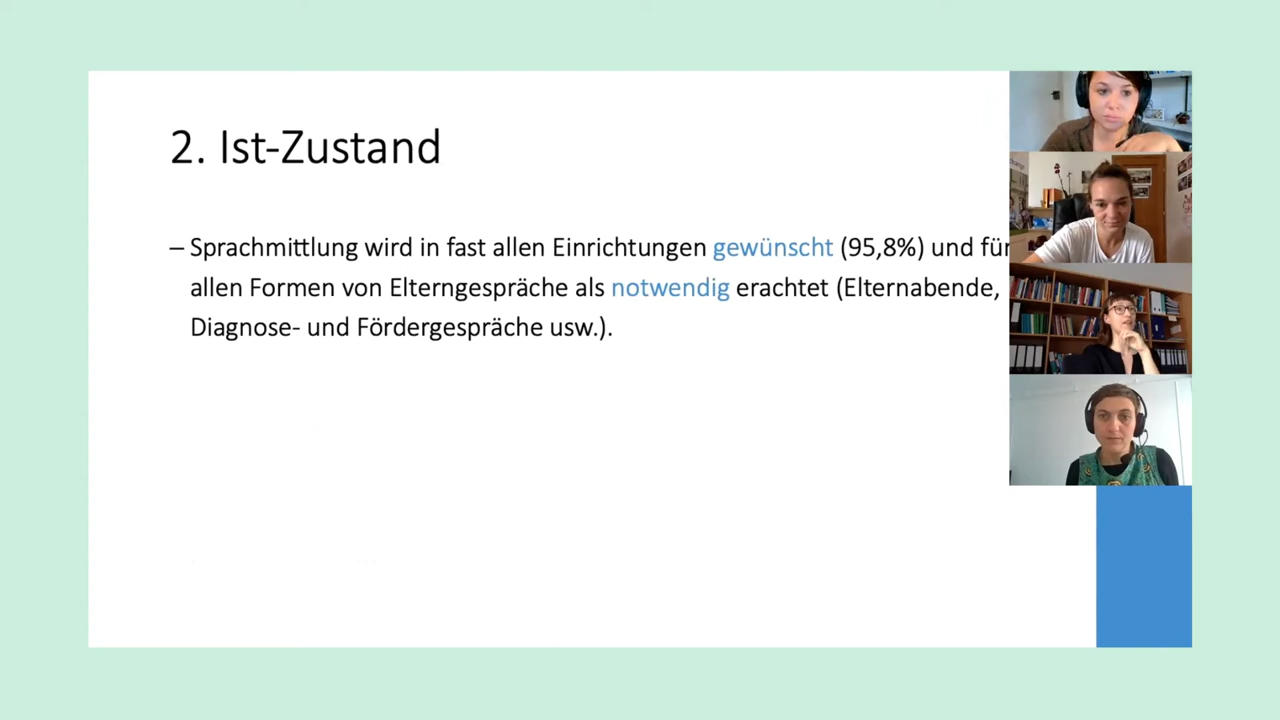 2. Ist-Zustand
– Sprachmittlung wird in fast allen Einrichtungen gewünscht (95,8%) und für
allen Formen von Elterngespräche als notwendig erachtet (Elternabende,
Diagnose- und Fördergespräche usw.).